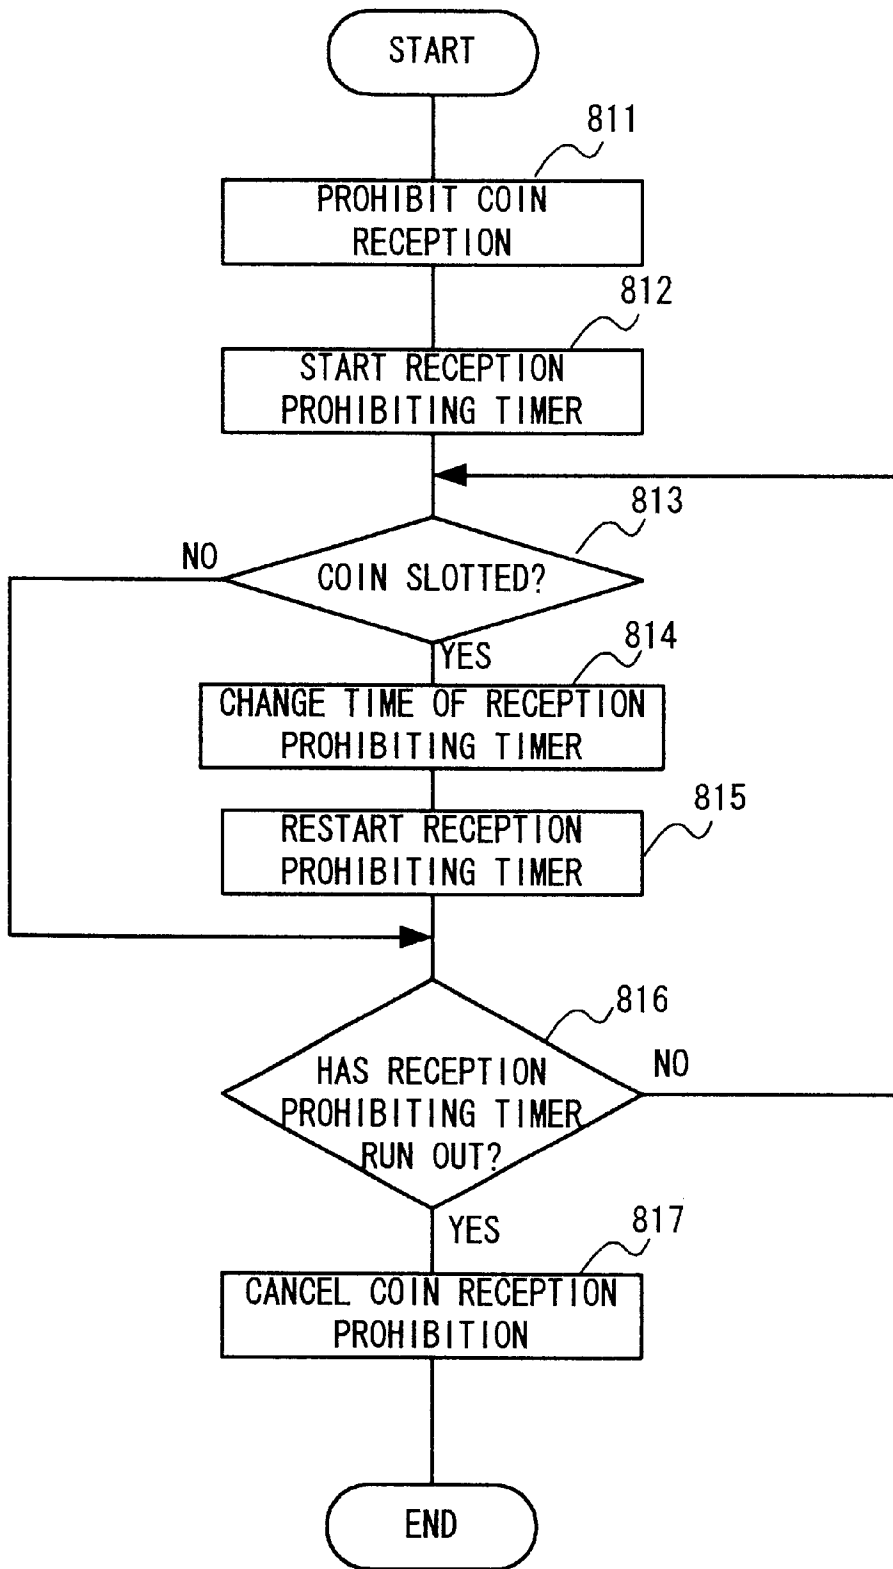 START
811
PROHIBIT COIN
RECEPTION
812
START RECEPTION
PROHIBITING TIMER
813
NO
COIN SLOTTED?
YES
814
CHANGE TIME OF RECEPTION
PROHIBITING TIMER
815
RESTART RECEPTION
PROHIBITING TIMER
816
HAS RECEPTION
PROHIBITING TIMER
RUN OUT?
NO
YES
817
CANCEL COIN RECEPTION
PROHIBITION
END